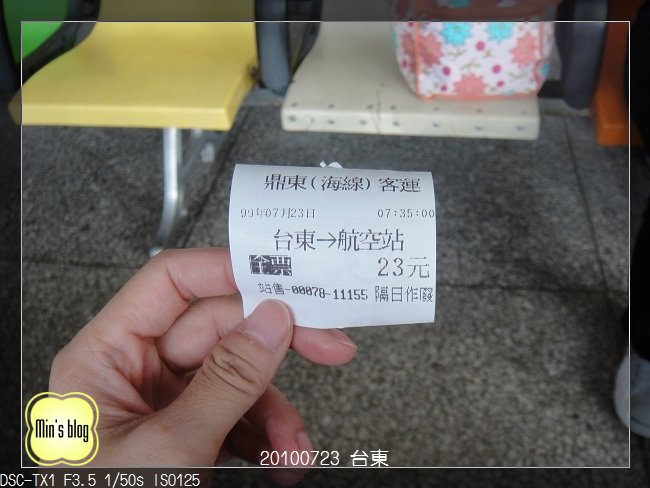 鼎東(海線)客運
99年07月23日 07:35:00
台東→航空站
全票 23元
站售-00078-11155 隔日作廢
Min's blog
20100723 台東
DSC-TX1 F3.5 1/50s ISO125